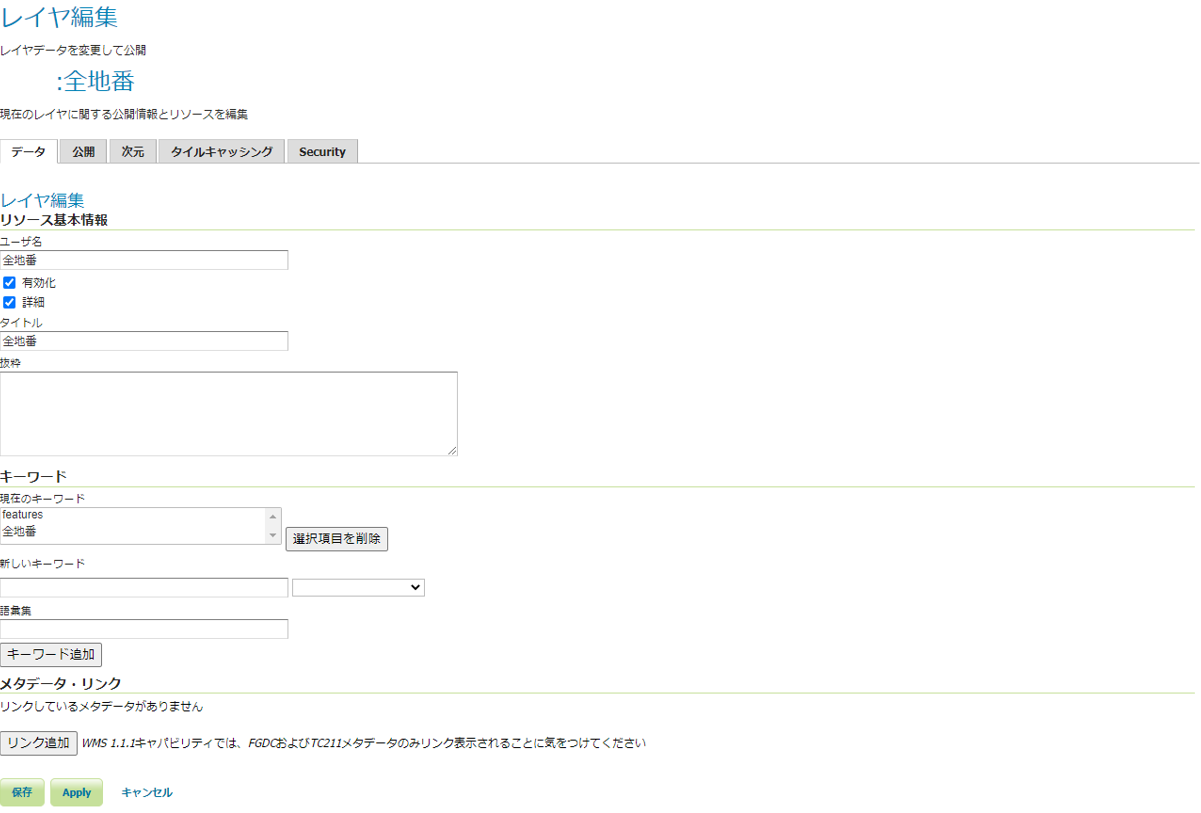 レイヤ編集
レイヤデータを変更して公開
:全地番
現在のレイヤに関する公開情報とリソースを編集
データ 公開 次元 タイルキャッシング Security
レイヤ編集
リソース基本情報
ユーザ名
全地番
有効化
詳細
タイトル
全地番
抜粋
キーワード
現在のキーワード
features
全地番
選択項目を削除
新しいキーワード
語彙集
キーワード追加
メタデータ・リンク
リンクしているメタデータがありません
リンク追加 WMS 1.1.1キャパビリティでは、FGDCおよびTC211メタデータのみリンク表示されることに気をつけてください
保存 Apply キャンセル